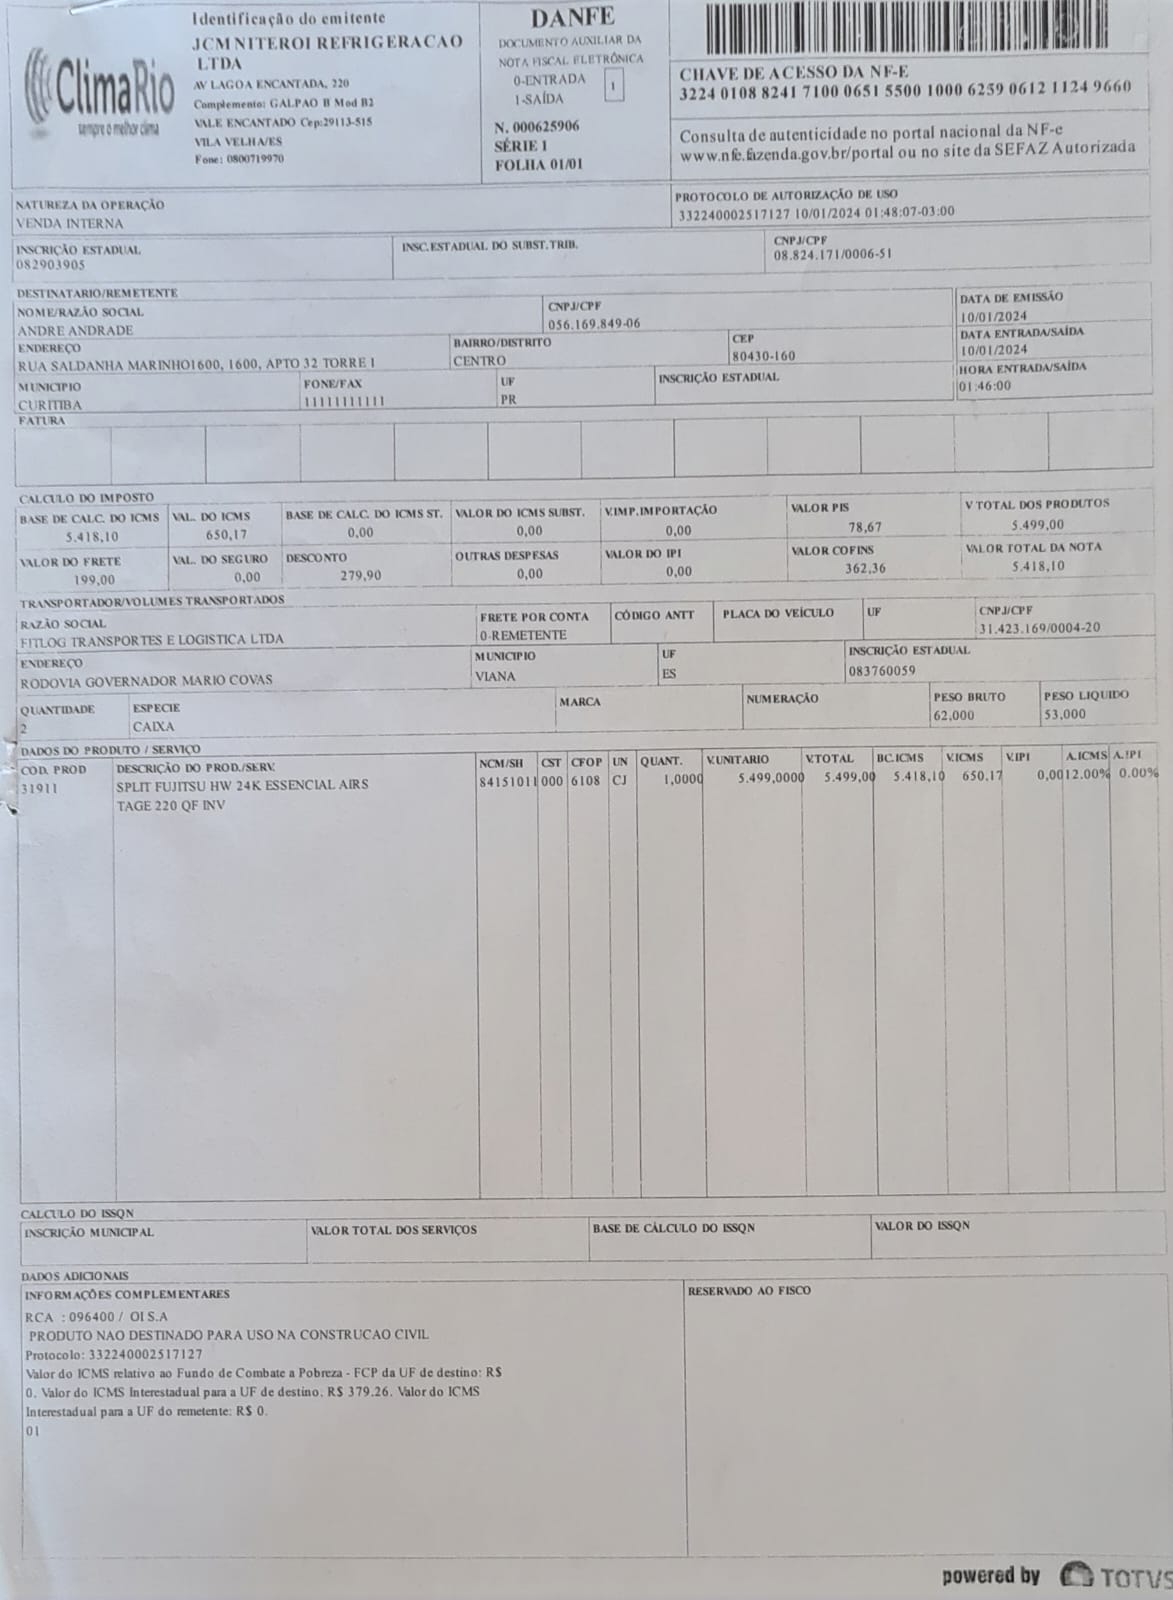 ClimaRio
sempre o melhor clima
Identificação do emitente
JCM NITEROI REFRIGERACAO
LTDA
AV LAGOA ENCANTADA, 220
Complemento: GALPAO B Mod B2
VALE ENCANTADO Cep:29113-515
VILA VELHA/ES
Fone: 0800719970
DANFE
DOCUMENTO AUXILIAR DA
NOTA FISCAL ELETRÔNICA
0-ENTRADA
1-SAÍDA
1
N. 000625906
SÉRIE 1
FOLHA 01/01
CHAVE DE ACESSO DA NF-E
3224 0108 8241 7100 0651 5500 1000 6259 0612 1124 9660
Consulta de autenticidade no portal nacional da NF-e
www.nfe.fazenda.gov.br/portal ou no site da SEFAZ Autorizada
NATUREZA DA OPERAÇÃO
VENDA INTERNA
PROTOCOLO DE AUTORIZAÇÃO DE USO
332240002517127 10/01/2024 01:48:07-03:00
INSCRIÇÃO ESTADUAL
082903905
INSC.ESTADUAL DO SUBST.TRIB.
CNPJ/CPF
08.824.171/0006-51
DESTINATARIO/REMETENTE
NOME/RAZÃO SOCIAL
ANDRE ANDRADE
CNPJ/CPF
056.169.849-06
DATA DE EMISSÃO
10/01/2024
ENDEREÇO
RUA SALDANHA MARINHO1600, 1600, APTO 32 TORRE 1
BAIRRO/DISTRITO
CENTRO
CEP
80430-160
DATA ENTRADA/SAÍDA
10/01/2024
MUNICIPIO
CURITIBA
FONE/FAX
11111111111
UF
PR
INSCRIÇÃO ESTADUAL
HORA ENTRADA/SAÍDA
01:46:00
FATURA
CALCULO DO IMPOSTO
BASE DE CALC. DO ICMS VAL. DO ICMS BASE DE CALC. DO ICMS ST. VALOR DO ICMS SUBST. V.IMP.IMPORTAÇÃO VALOR PIS V TOTAL DOS PRODUTOS
5.418,10 650,17 0,00 0,00 0,00 78,67 5.499,00
VALOR DO FRETE VAL. DO SEGURO DESCONTO OUTRAS DESPESAS VALOR DO IPI VALOR COFINS VALOR TOTAL DA NOTA
199,00 0,00 279,90 0,00 0,00 362,36 5.418,10
TRANSPORTADOR/VOLUMES TRANSPORTADOS
RAZÃO SOCIAL FRETE POR CONTA CÓDIGO ANTT PLACA DO VEÍCULO UF CNPJ/CPF
FITLOG TRANSPORTES E LOGISTICA LTDA 0-REMETENTE 31.423.169/0004-20
ENDEREÇO MUNICIPIO UF INSCRIÇÃO ESTADUAL
RODOVIA GOVERNADOR MARIO COVAS VIANA ES 083760059
QUANTIDADE ESPECIE MARCA NUMERAÇÃO PESO BRUTO PESO LIQUIDO
2 CAIXA 62,000 53,000
DADOS DO PRODUTO / SERVIÇO
COD. PROD DESCRIÇÃO DO PROD./SERV. NCM/SH CST CFOP UN QUANT. V.UNITARIO V.TOTAL BC.ICMS V.ICMS V.IPI A.ICMS A.IPI
31911 SPLIT FUJITSU HW 24K ESSENCIAL AIRS 84151011 000 6108 CJ 1,0000 5.499,0000 5.499,00 5.418,10 650,17 0,00 12.00% 0.00%
TAGE 220 QF INV
CALCULO DO ISSQN
INSCRIÇÃO MUNICIPAL VALOR TOTAL DOS SERVIÇOS BASE DE CÁLCULO DO ISSQN VALOR DO ISSQN
DADOS ADICIONAIS
INFORMAÇÕES COMPLEMENTARES
RESERVADO AO FISCO
RCA : 096400 / OI S.A
PRODUTO NAO DESTINADO PARA USO NA CONSTRUCAO CIVIL
Protocolo: 332240002517127
Valor do ICMS relativo ao Fundo de Combate a Pobreza - FCP da UF de destino: R$
0. Valor do ICMS Interestadual para a UF de destino: R$ 379.26. Valor do ICMS
Interestadual para a UF do remetente: R$ 0.
01
powered by TOTVS